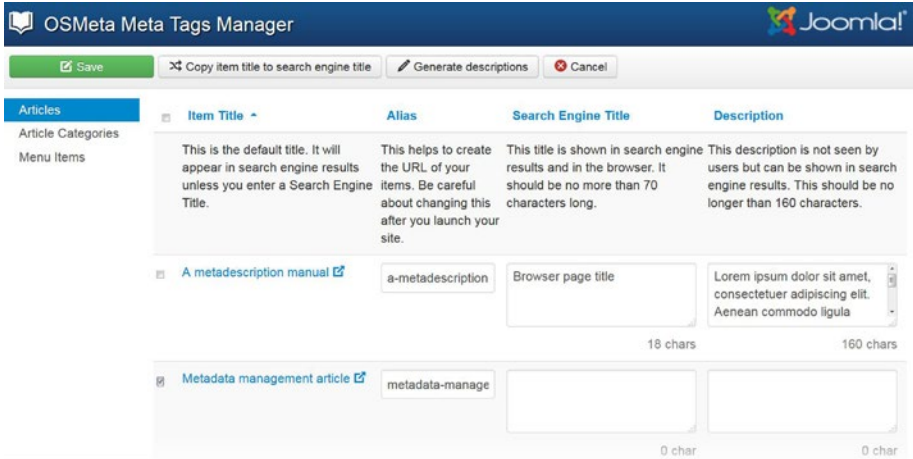 OSMeta Meta Tags Manager
Joomla!
Save
Copy item title to search engine title
Generate descriptions
Cancel
Articles
Article Categories
Menu Items
Item Title
Alias
Search Engine Title
Description
This is the default title. It will
appear in search engine results
unless you enter a Search Engine
Title.
This helps to create
the URL of your
items. Be careful
about changing this
after you launch your
site.
This title is shown in search engine
results and in the browser. It
should be no more than 70
characters long.
This description is not seen by
users but can be shown in search
engine results. This should be no
longer than 160 characters.
A metadescription manual
a-metadescription
Browser page title
18 chars
Lorem ipsum dolor sit amet,
consectetuer adipiscing elit.
Aenean commodo ligula
160 chars
Metadata management article
metadata-manage
0 char
0 char